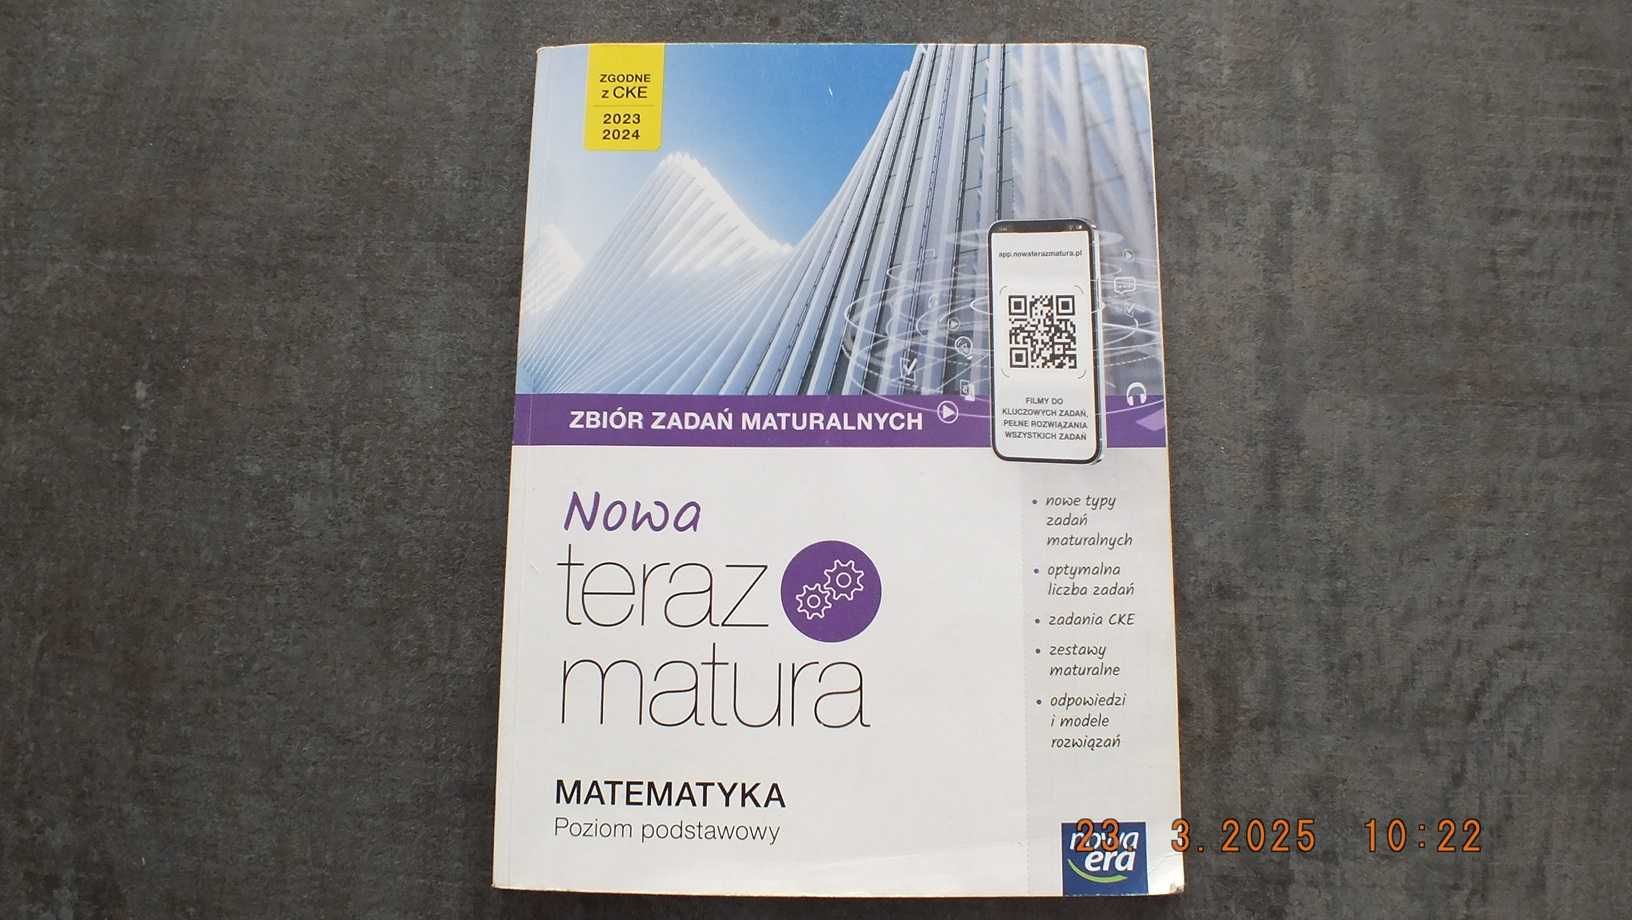 ZGODNE
z CKE
2023
2024
app.nowaterazmatura.pl
FILMY DO
KLUCZOWYCH ZADAŃ,
PEŁNE ROZWIĄZANIA
WSZYSTKICH ZADAŃ
ZBIÓR ZADAŃ MATURALNYCH
Nowa
teraz
matura
• nowe typy
zadań
maturalnych
• optymalna
liczba zadań
• zadania CKE
• zestawy
maturalne
• odpowiedzi
i modele
rozwiązań
MATEMATYKA
Poziom podstawowy
nowa
era
23. 3.2025 10:22